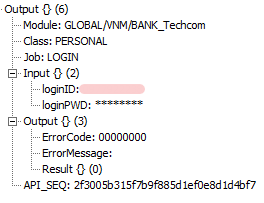 Output {} (6)
Module: GLOBAL/VNM/BANK_Techcom
Class: PERSONAL
Job: LOGIN
Input {} (2)
loginID:
loginPWD: ********
Output {} (3)
ErrorCode: 00000000
ErrorMessage:
Result {} (0)
API_SEQ: 2f3005b315f7b9f885d1ef0e8d1d4bf7